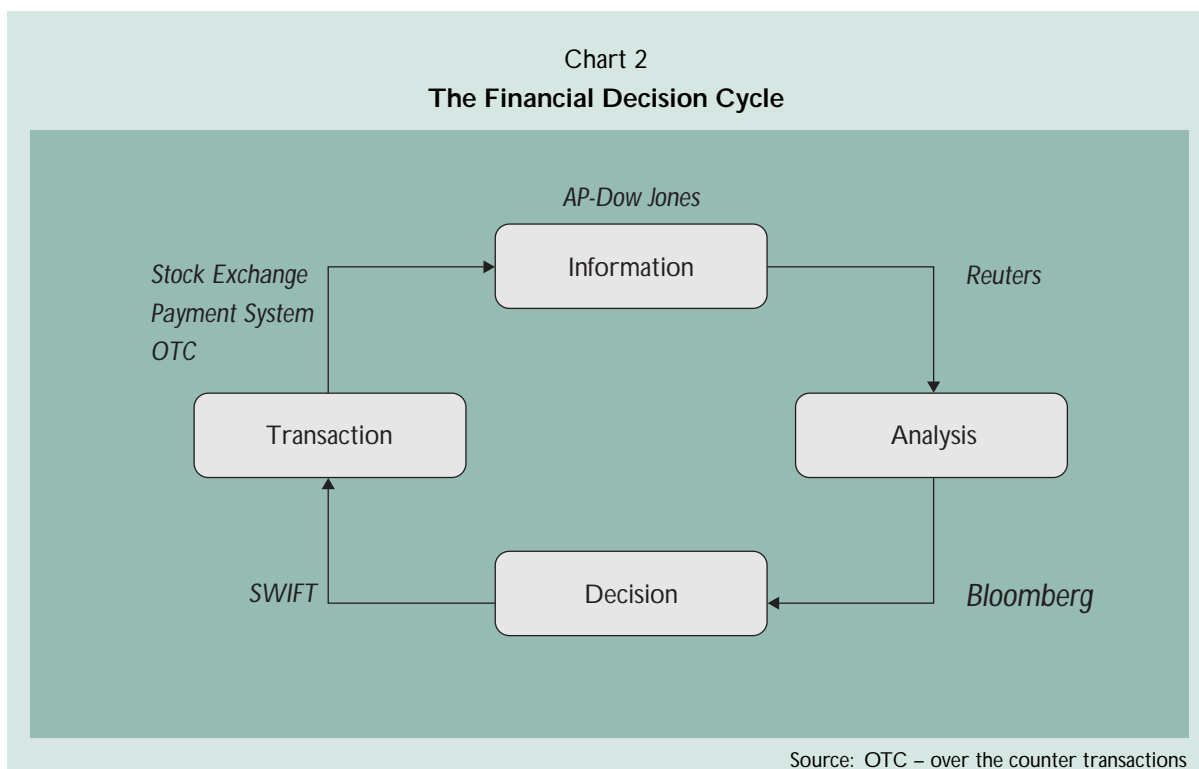 Chart 2
The Financial Decision Cycle
AP-Dow Jones
Information
Stock Exchange
Payment System
OTC
Reuters
Transaction
Analysis
SWIFT
Decision
Bloomberg
Source: OTC – over the counter transactions